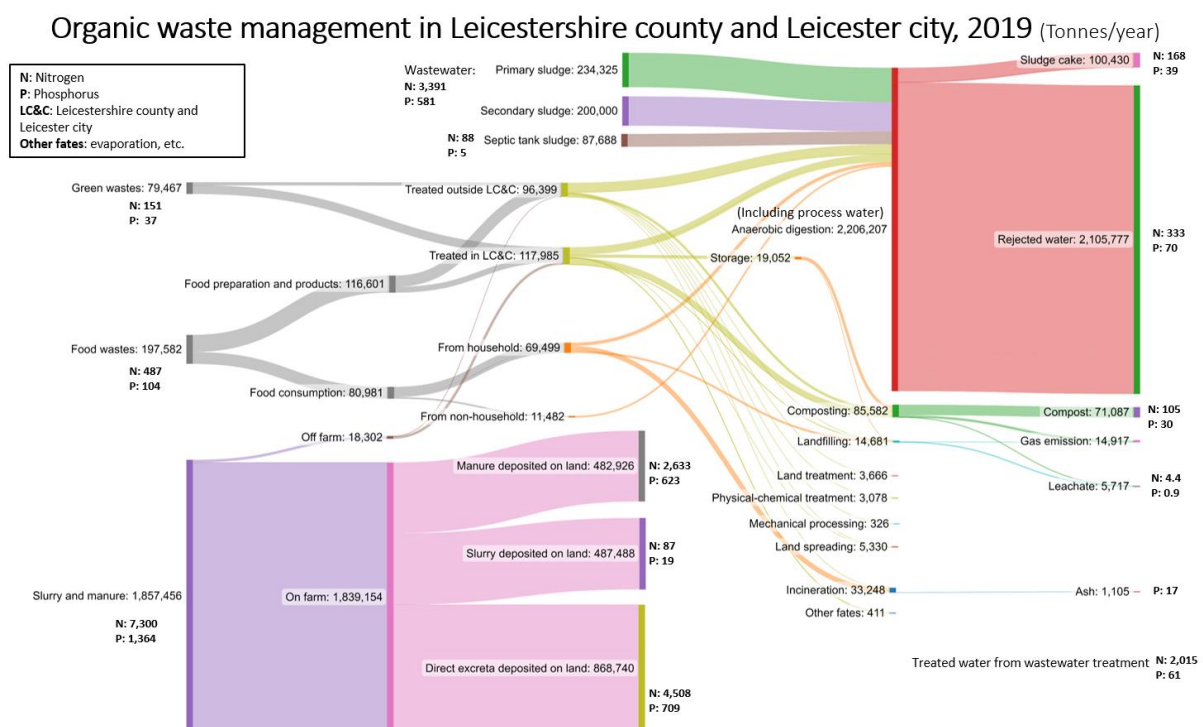 Organic waste management in Leicestershire county and Leicester city, 2019 (Tonnes/year)
N: Nitrogen
P: Phosphorus
LC&C: Leicestershire county and
Leicester city
Other fates: evaporation, etc.
Wastewater:
N: 3,391
P: 581
Primary sludge: 234,325
Secondary sludge: 200,000
N: 88
P: 5
Septic tank sludge: 87,688
Sludge cake: 100,430
N: 168
P: 39
Green wastes: 79,467
N: 151
P: 37
Treated outside LC&C: 96,399
(Including process water)
Anaerobic digestion: 2,206,207
Rejected water: 2,105,777
N: 333
P: 70
Treated in LC&C: 117,985
Storage: 19,052
Food preparation and products: 116,601
Food wastes: 197,582
N: 487
P: 104
From household: 69,499
Food consumption: 80,981
From non-household: 11,482
Composting: 85,582
Compost: 71,087
N: 105
P: 30
Off farm: 18,302
Landfilling: 14,681
Gas emission: 14,917
Manure deposited on land: 482,926
N: 2,633
P: 623
Land treatment: 3,666
Leachate: 5,717
N: 4.4
P: 0.9
Physical-chemical treatment: 3,078
Mechanical processing: 326
Slurry deposited on land: 487,488
N: 87
P: 19
Land spreading: 5,330
Slurry and manure: 1,857,456
N: 7,300
P: 1,364
On farm: 1,839,154
Incineration: 33,248
Ash: 1,105
P: 17
Other fates: 411
Direct excreta deposited on land: 868,740
N: 4,508
P: 709
Treated water from wastewater treatment
N: 2,015
P: 61